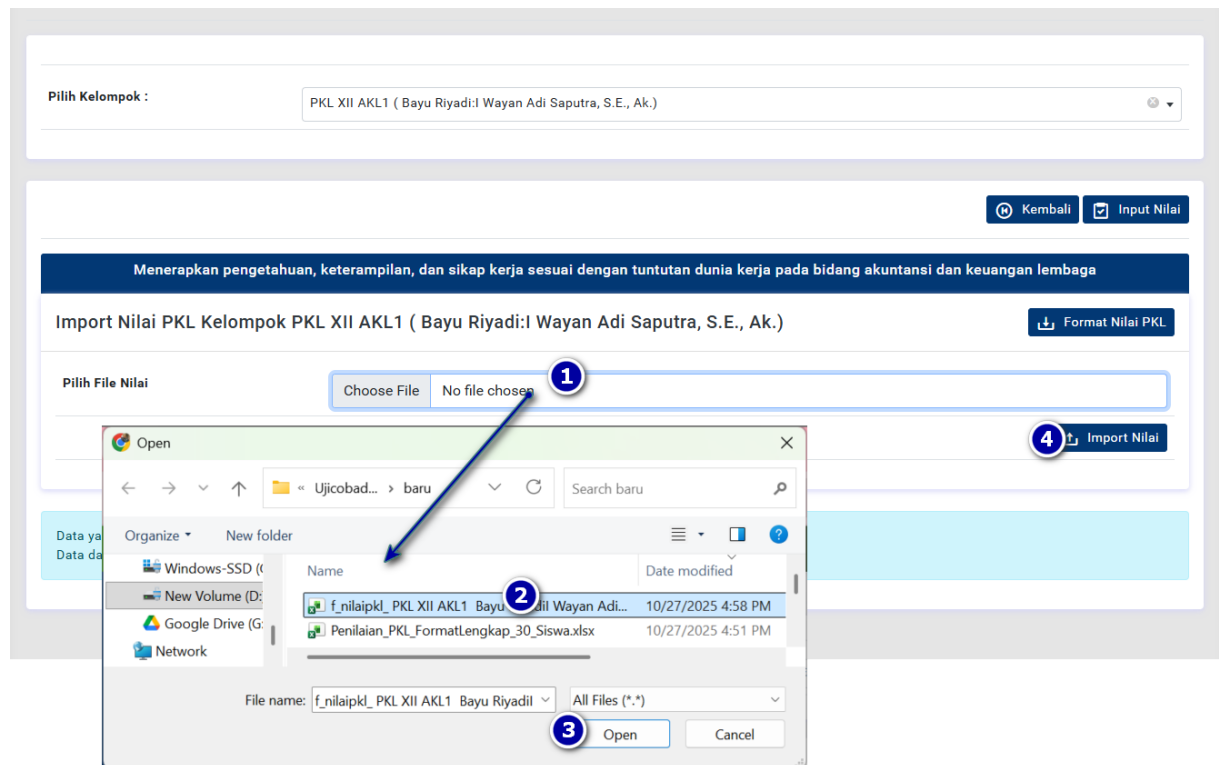 Pilih Kelompok :
PKL XII AKL1 ( Bayu Riyadi:I Wayan Adi Saputra, S.E., Ak.)
Kembali
Input Nilai
Menerapkan pengetahuan, keterampilan, dan sikap kerja sesuai dengan tuntutan dunia kerja pada bidang akuntansi dan keuangan lembaga
Import Nilai PKL Kelompok PKL XII AKL1 ( Bayu Riyadi:I Wayan Adi Saputra, S.E., Ak.)
Format Nilai PKL
Pilih File Nilai
Choose File No file chosen
1
4
Import Nilai
Open
« Ujicobad... › baru
Search baru
Organize
New folder
Data ya
Data da
Windows-SSD (
Name
Date modified
New Volume (D:
f_nilaipkl_ PKL XII AKL1 Bayu
2
Wayan Adi...
10/27/2025 4:58 PM
Google Drive (G:
Penilaian_PKL_FormatLengkap_30_Siswa.xlsx
10/27/2025 4:51 PM
Network
File name:
f_nilaipkl_ PKL XII AKL1 Bayu RiyadiI
All Files (*.*)
3
Open
Cancel